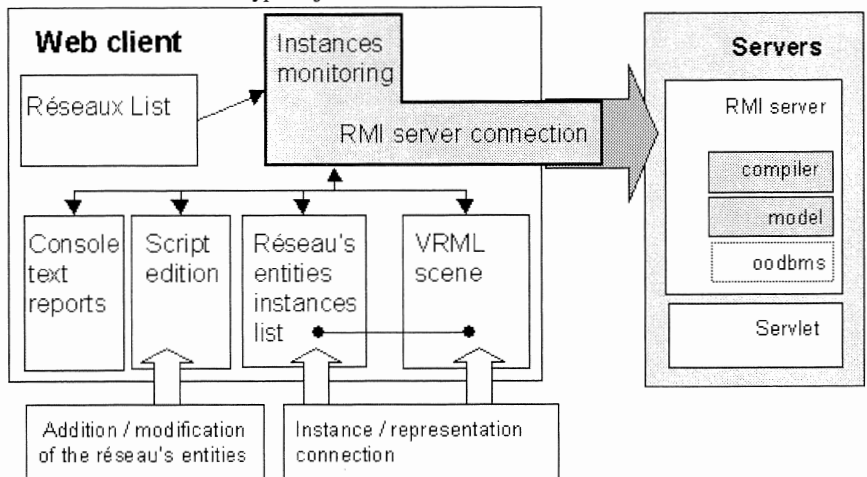 Web client
Instances
monitoring
Servers
Réseaux List
RMI server connection
RMI server
compiler
model
oodbms
Servlet
Console
text
reports
Script
edition
Réseau's
entities
instances
list
VRML
scene
Addition / modification
of the réseau's entities
Instance / representation
connection